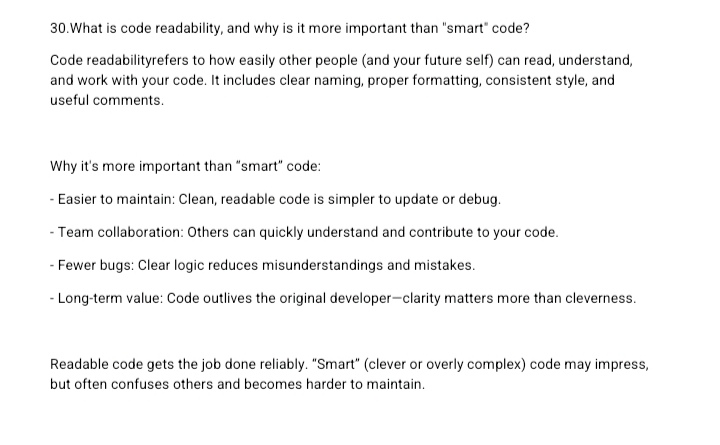 30.What is code readability, and why is it more important than "smart" code?
Code readabilityrefers to how easily other people (and your future self) can read, understand,
and work with your code. It includes clear naming, proper formatting, consistent style, and
useful comments.
Why it's more important than “smart” code:
- Easier to maintain: Clean, readable code is simpler to update or debug.
- Team collaboration: Others can quickly understand and contribute to your code.
- Fewer bugs: Clear logic reduces misunderstandings and mistakes.
- Long-term value: Code outlives the original developer—clarity matters more than cleverness.
Readable code gets the job done reliably. “Smart” (clever or overly complex) code may impress,
but often confuses others and becomes harder to maintain.